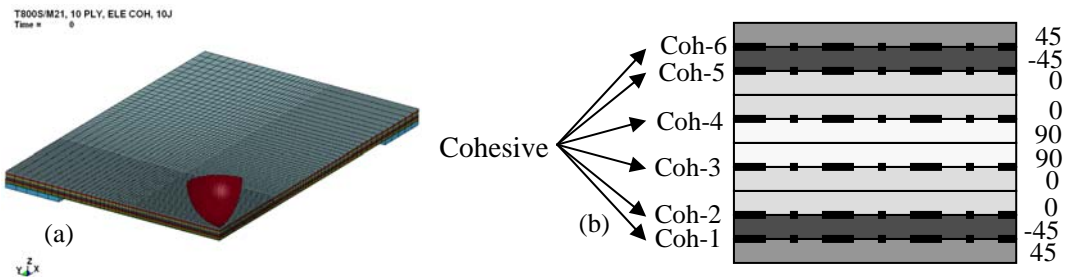 T800S/M21, 10 PLY, ELE COH, 10J
Time = 0
(a)
Y Z X
Cohesive
Coh-6
Coh-5
Coh-4
Coh-3
Coh-2
Coh-1
(b)
45
-45
0
0
90
90
0
0
-45
45